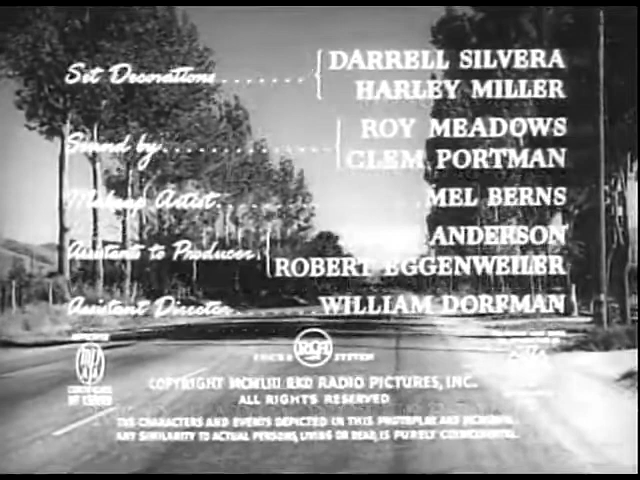 Set Decorations....... DARRELL SILVERA
HARLEY MILLER
Sound by.............. ROY MEADOWS
CLEM PORTMAN
Makeup Artist.................. MEL BERNS
Assistants to Producer. ANDERSON
ROBERT EGGENWEILER
Assistant Director......... WILLIAM DORFMAN
RCA
SYSTEM
COPYRIGHT MCMLIII RKO RADIO PICTURES, INC.
ALL RIGHTS RESERVED
THE CHARACTERS AND EVENTS DEPICTED IN THIS PHOTOPLAY ARE FICTIONAL.
ANY SIMILARITY TO ACTUAL PERSONS, LIVING OR DEAD, IS PURELY COINCIDENTAL.